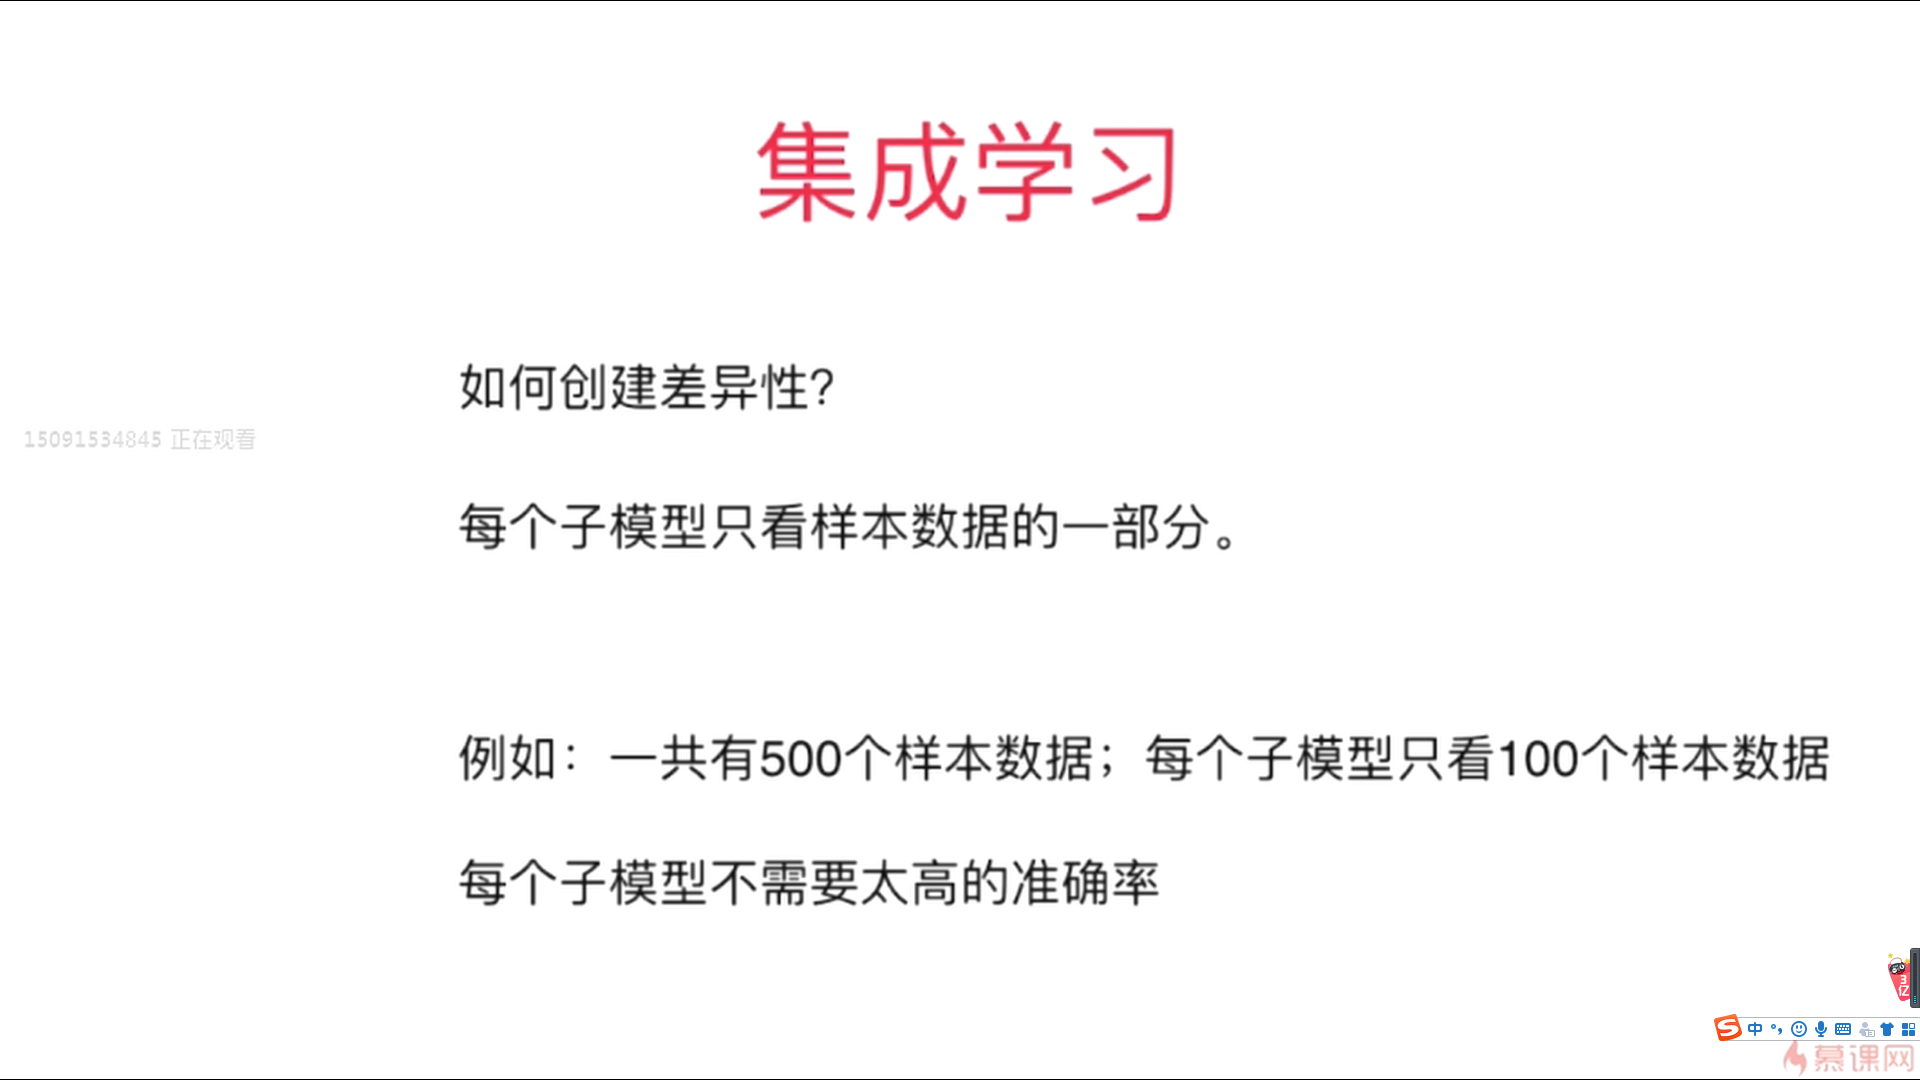 集成学习
如何创建差异性?
15091534845 正在观看
每个子模型只看样本数据的一部分。
例如：一共有500个样本数据；每个子模型只看100个样本数据
每个子模型不需要太高的准确率
3
亿
中
慕课网